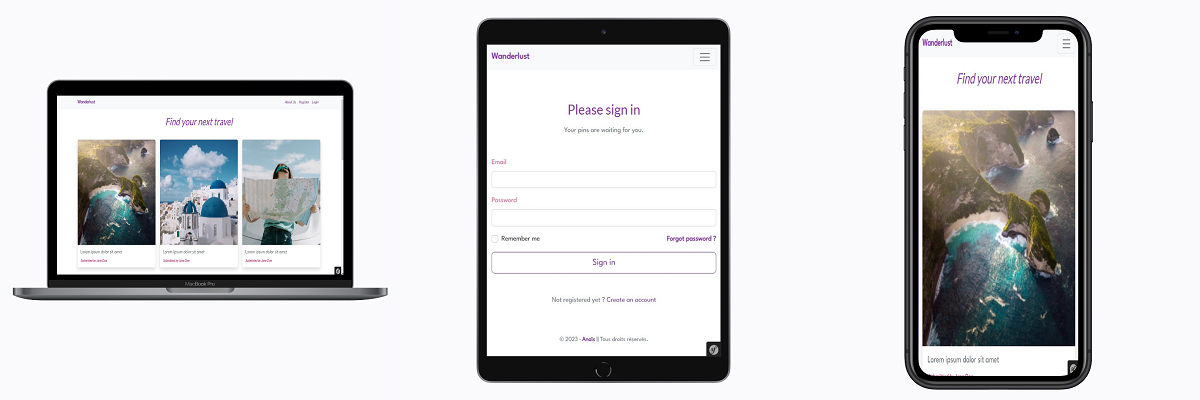 Wanderlust
About Us Register Login
Find your next travel
Lorem ipsum dolor sit amet
Submitted by Jane Doe
Lorem ipsum dolor sit amet
Submitted by Jane Doe
Lorem ipsum dolor sit amet
Submitted by Jane Doe
MacBook Pro
Wanderlust
Please sign in
Your pins are waiting for you.
Email
Password
Remember me
Forgot password ?
Sign in
Not registered yet ? Create an account
© 2023 - Anaïs || Tous droits réservés.
Wanderlust
Find your next travel
Lorem ipsum dolor sit amet
Submitted by Jane Doe